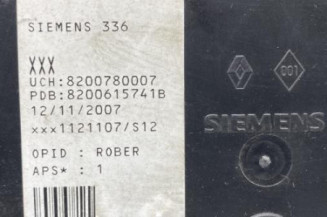 SIEMENS 336
XXX
UCH:8200780007
PDB:8200615741B
12/11/2007
xxx1121107/S12
OPID : ROBER
APS* : 1
001
SIEMENS